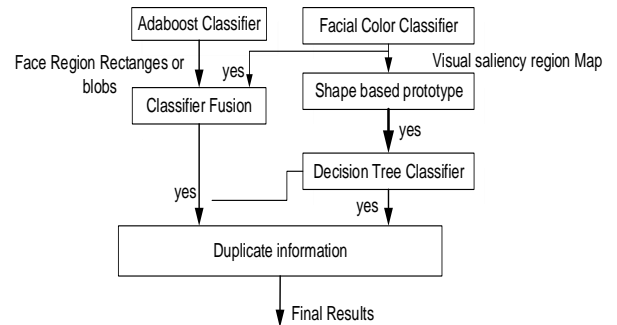 Adaboost Classifier
Facial Color Classifier
Face Region Rectanges or
blobs
yes
Visual saliency region Map
Classifier Fusion
Shape based prototype
yes
Decision Tree Classifier
yes
yes
Duplicate information
Final Results